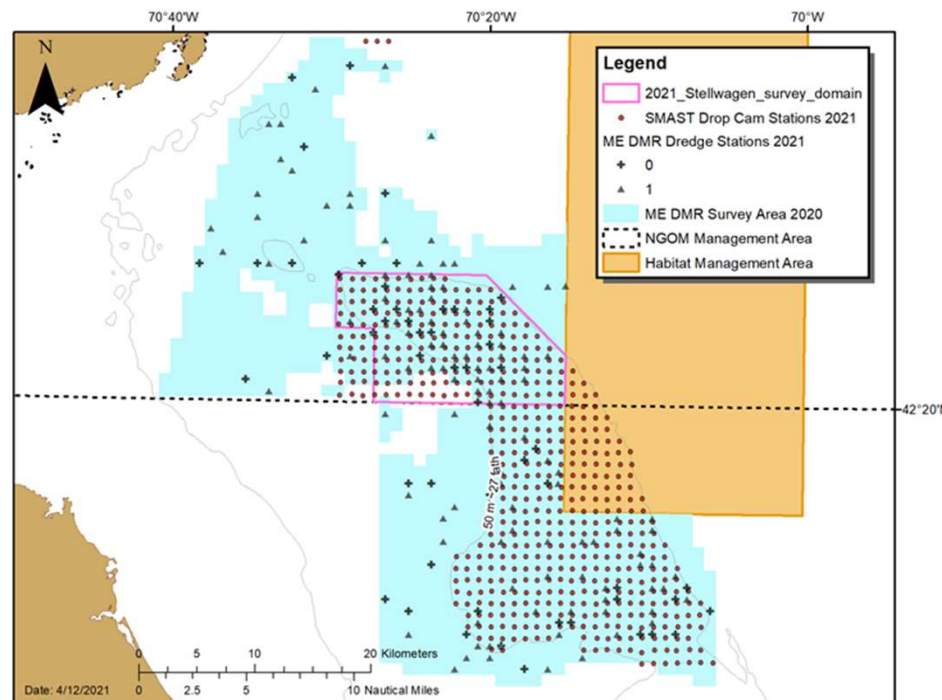 70°40'W 70°20'W 70°W
N
Legend
2021_Stellwagen_survey_domain
SMAST Drop Cam Stations 2021
ME DMR Dredge Stations 2021
0
1
ME DMR Survey Area 2020
NGOM Management Area
Habitat Management Area
42°20'N
50 m ~27 fath
0 5 10 20 Kilometers
0 2.5 5 10 Nautical Miles
Date: 4/12/2021